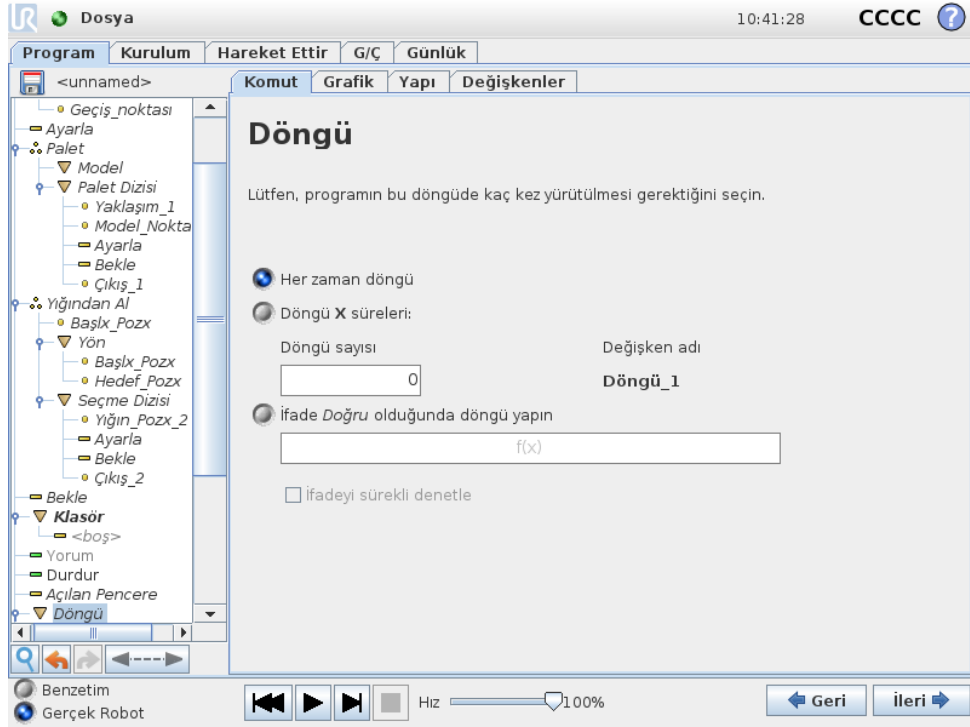 UR Dosya 10:41:28 CCCC ?
Program Kurulum Hareket Ettir G/Ç Günlük
<unnamed> Komut Grafik Yapı Değişkenler
Geçiş_noktası
Ayarla
Palet
Model
Palet Dizisi
Yaklaşım_1
Model_Nokta
Ayarla
Bekle
Çıkış_1
Yığından Al
Başlx_Pozx
Yön
Başlx_Pozx
Hedef_Pozx
Seçme Dizisi
Yığın_Pozx_2
Ayarla
Bekle
Çıkış_2
Bekle
Klasör
<boş>
Yorum
Durdur
Açılan Pencere
Döngü
Döngü
Lütfen, programın bu döngüde kaç kez yürütülmesi gerektiğini seçin.
Her zaman döngü
Döngü X süreleri:
Döngü sayısı Değişken adı
0 Döngü_1
İfade Doğru olduğunda döngü yapın
f(x)
İfadeyi sürekli denetle
Benzetim
Gerçek Robot
Hız 100%
Geri İleri